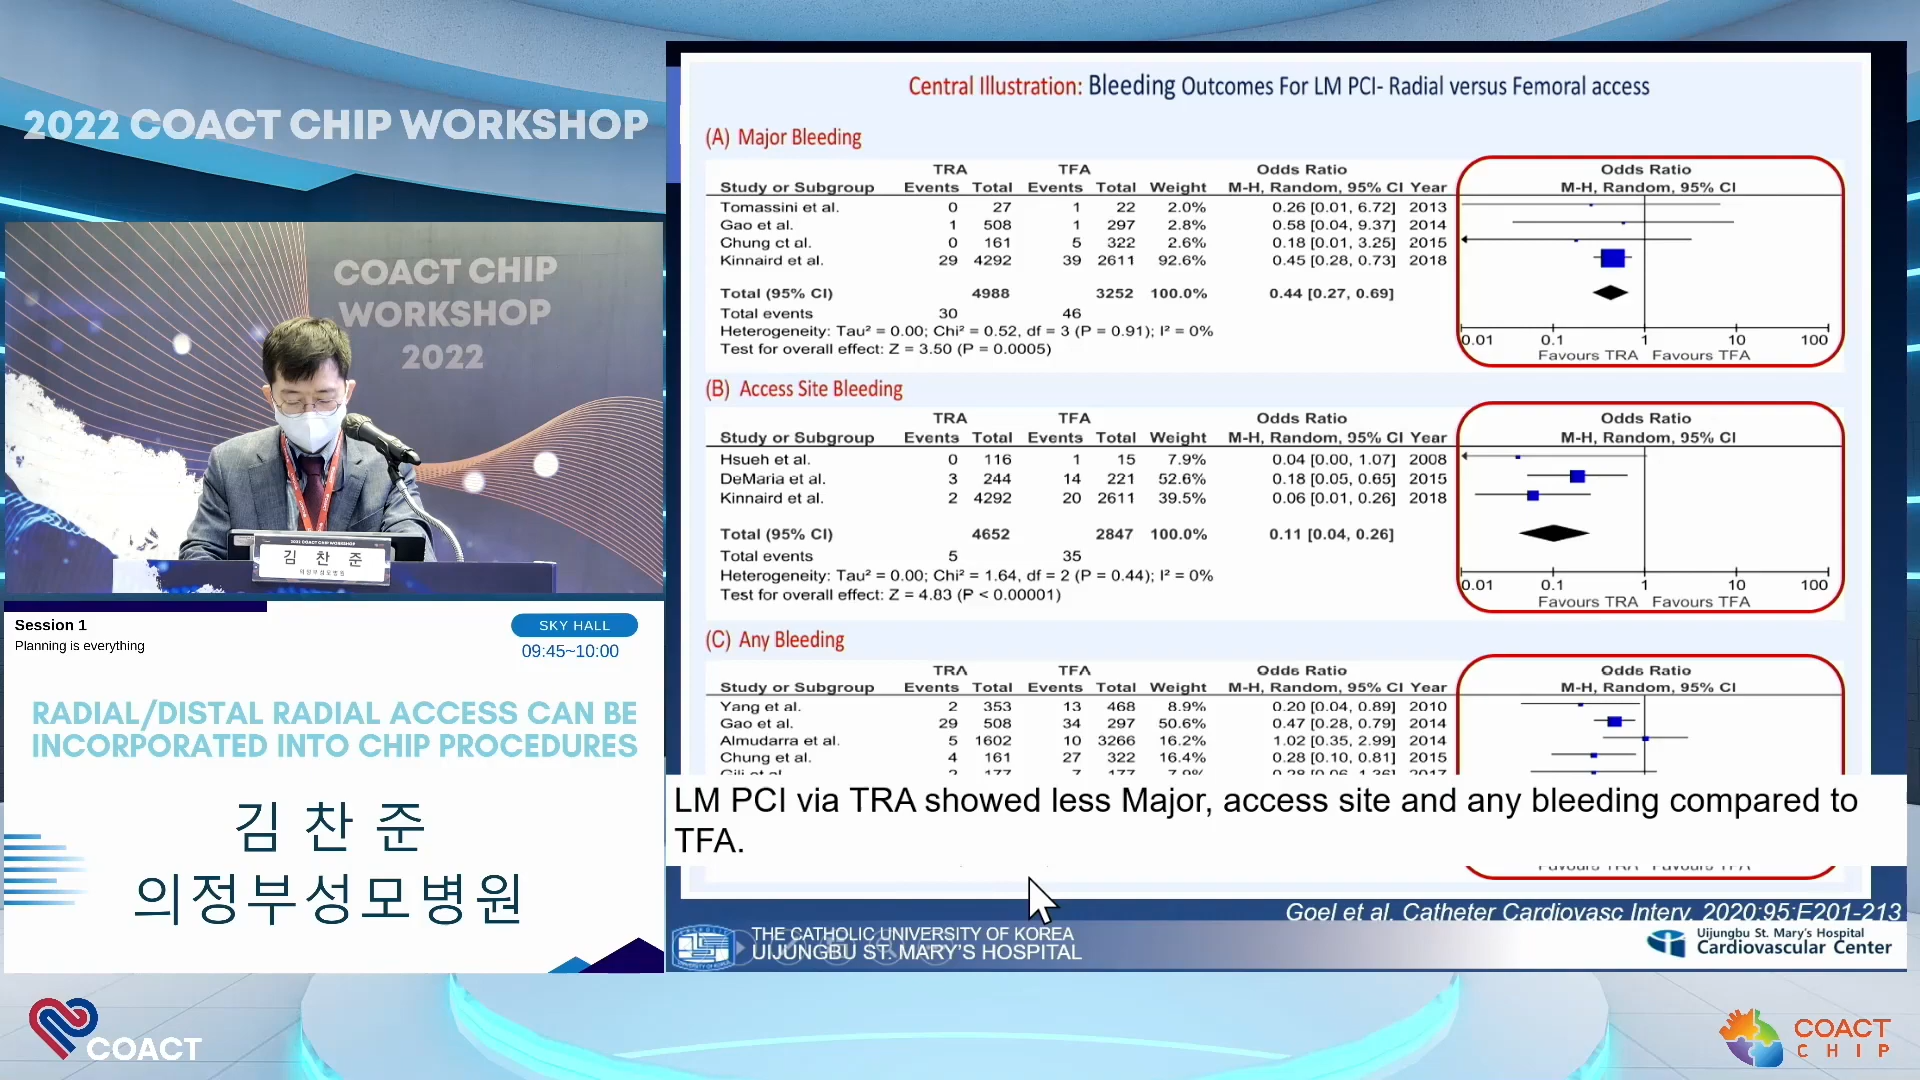 2022 COACT CHIP WORKSHOP
COACT CHIP
WORKSHOP
2022
2022 COACT CHIP WORKSHOP
김 찬 준
의정부성모병원
Session 1
Planning is everything
SKY HALL
09:45~10:00
RADIAL/DISTAL RADIAL ACCESS CAN BE
INCORPORATED INTO CHIP PROCEDURES
김 찬 준
의정부성모병원
COACT
Central Illustration: Bleeding Outcomes For LM PCI- Radial versus Femoral access
(A) Major Bleeding
TRA TFA Odds Ratio Odds Ratio
Study or Subgroup Events Total Events Total Weight M-H, Random, 95% CI Year M-H, Random, 95% CI
Tomassini et al. 0 27 1 22 2.0% 0.26 [0.01, 6.72] 2013
Gao et al. 1 508 1 297 2.8% 0.58 [0.04, 9.37] 2014
Chung ct al. 0 161 5 322 2.6% 0.18 [0.01, 3.25] 2015
Kinnaird et al. 29 4292 39 2611 92.6% 0.45 [0.28, 0.73] 2018
Total (95% CI) 4988 3252 100.0% 0.44 [0.27, 0.69]
Total events 30 46
Heterogeneity: Tau² = 0.00; Chi² = 0.52, df = 3 (P = 0.91); I² = 0%
Test for overall effect: Z = 3.50 (P = 0.0005)
0.01 0.1 1 10 100
Favours TRA Favours TFA
(B) Access Site Bleeding
TRA TFA Odds Ratio Odds Ratio
Study or Subgroup Events Total Events Total Weight M-H, Random, 95% CI Year M-H, Random, 95% CI
Hsueh et al. 0 116 1 15 7.9% 0.04 [0.00, 1.07] 2008
DeMaria et al. 3 244 14 221 52.6% 0.18 [0.05, 0.65] 2015
Kinnaird et al. 2 4292 20 2611 39.5% 0.06 [0.01, 0.26] 2018
Total (95% CI) 4652 2847 100.0% 0.11 [0.04, 0.26]
Total events 5 35
Heterogeneity: Tau² = 0.00; Chi² = 1.64, df = 2 (P = 0.44); I² = 0%
Test for overall effect: Z = 4.83 (P < 0.00001)
0.01 0.1 1 10 100
Favours TRA Favours TFA
(C) Any Bleeding
TRA TFA Odds Ratio Odds Ratio
Study or Subgroup Events Total Events Total Weight M-H, Random, 95% CI Year M-H, Random, 95% CI
Yang et al. 2 353 13 468 8.9% 0.20 [0.04, 0.89] 2010
Gao et al. 29 508 34 297 50.6% 0.47 [0.28, 0.79] 2014
Almudarra et al. 5 1602 10 3266 16.2% 1.02 [0.35, 2.99] 2014
Chung et al. 4 161 27 322 16.4% 0.28 [0.10, 0.81] 2015
LM PCI via TRA showed less Major, access site and any bleeding compared to
TFA.
Favours TRA Favours TFA
Goel et al. Catheter Cardiovasc Interv. 2020;95:E201-213
THE CATHOLIC UNIVERSITY OF KOREA
UIJUNGBU ST. MARY'S HOSPITAL
Uijungbu St. Mary's Hospital
Cardiovascular Center
COACT
CHIP